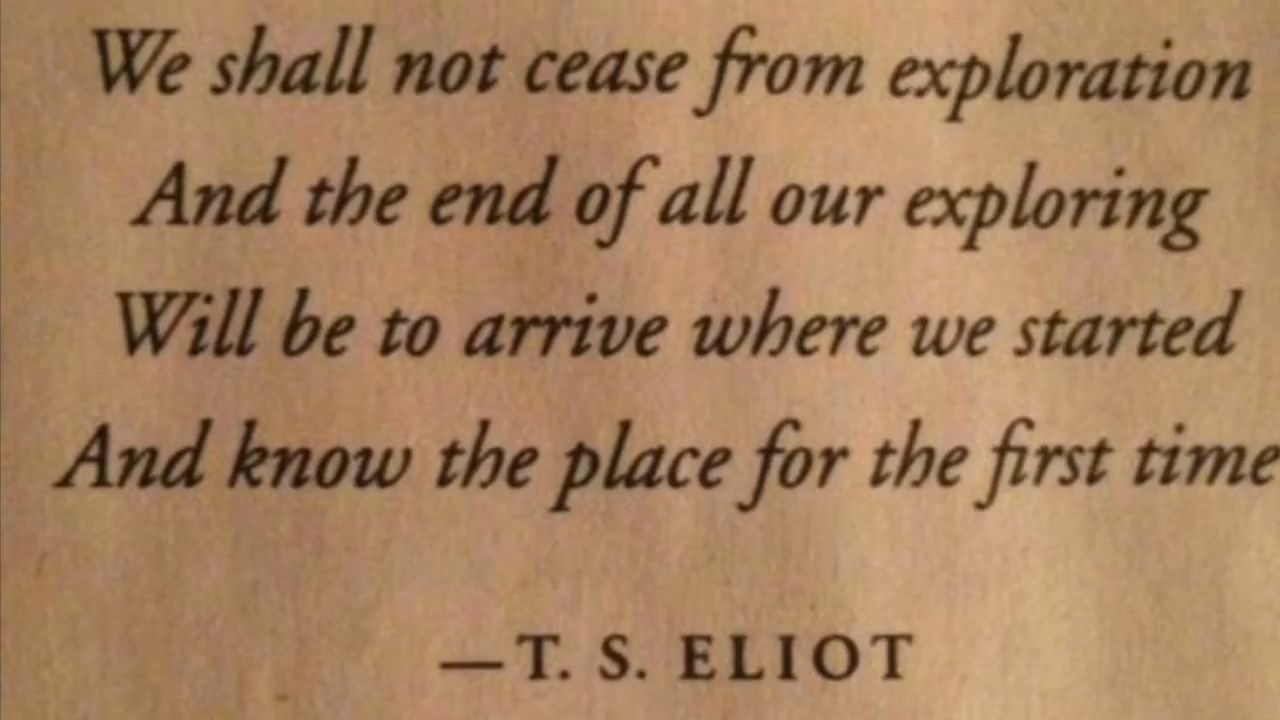 We shall not cease from exploration
And the end of all our exploring
Will be to arrive where we started
And know the place for the first time
—T. S. ELIOT